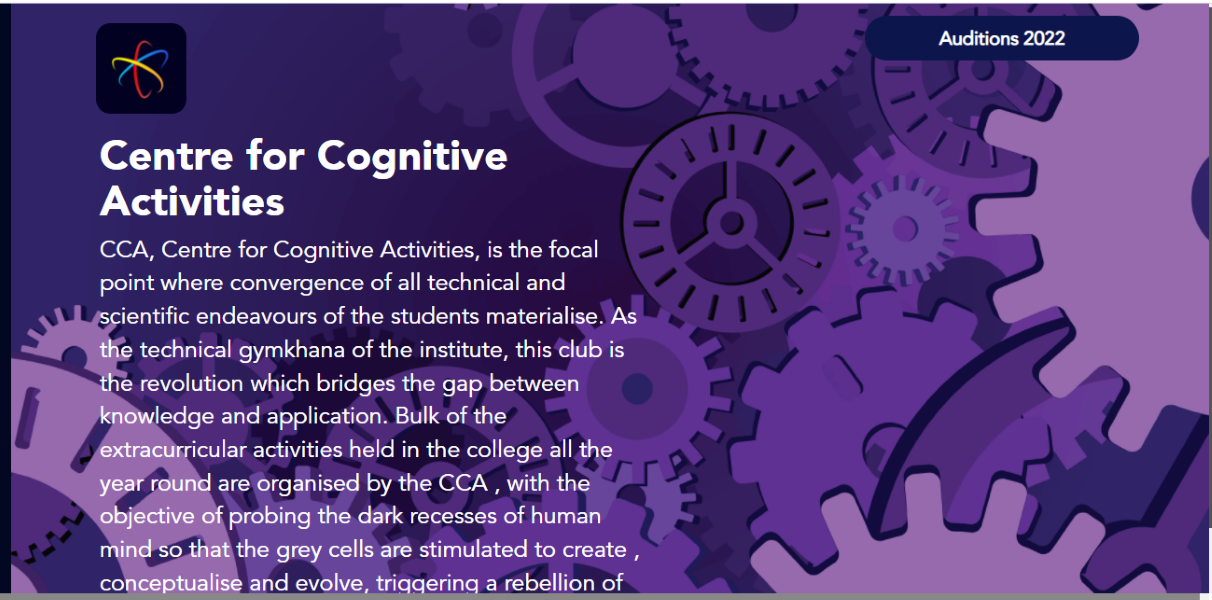 Auditions 2022
Centre for Cognitive
Activities
CCA, Centre for Cognitive Activities, is the focal
point where convergence of all technical and
scientific endeavours of the students materialise. As
the technical gymkhana of the institute, this club is
the revolution which bridges the gap between
knowledge and application. Bulk of the
extracurricular activities held in the college all the
year round are organised by the CCA , with the
objective of probing the dark recesses of human
mind so that the grey cells are stimulated to create ,
conceptualise and evolve, triggering a rebellion of